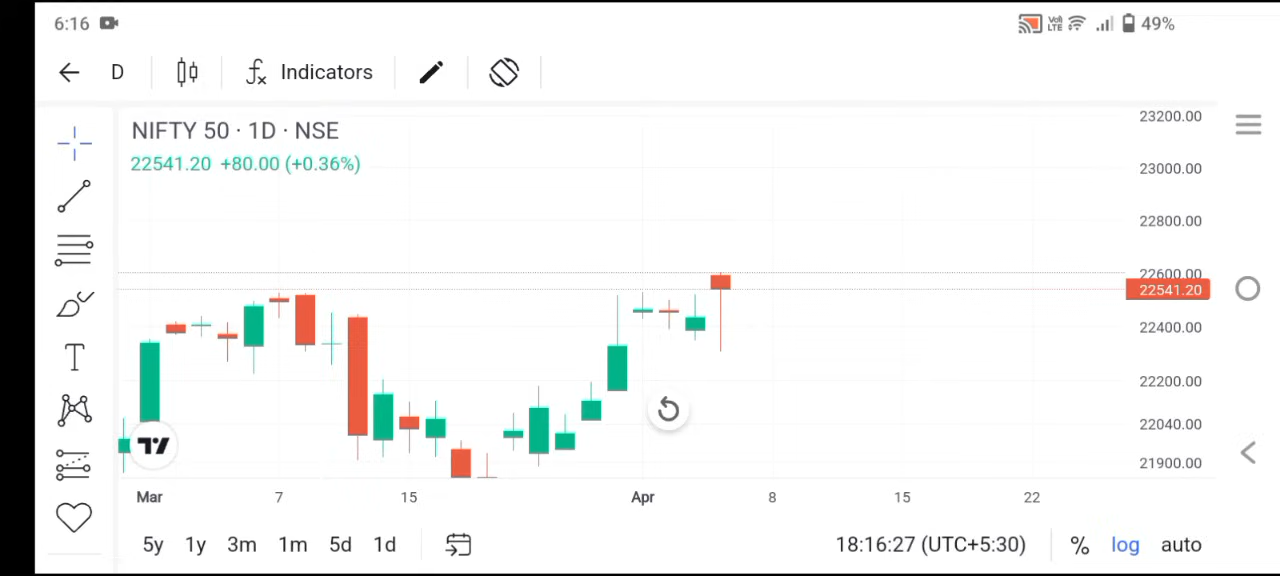 6:16 Vo) LTE 49%
D Indicators
NIFTY 50 · 1D · NSE
22541.20 +80.00 (+0.36%)
23200.00
23000.00
22800.00
22600.00
22541.20
22400.00
22200.00
22040.00
21900.00
T
Mar 7 15 Apr 8 15 22
5y 1y 3m 1m 5d 1d 18:16:27 (UTC+5:30) % log auto